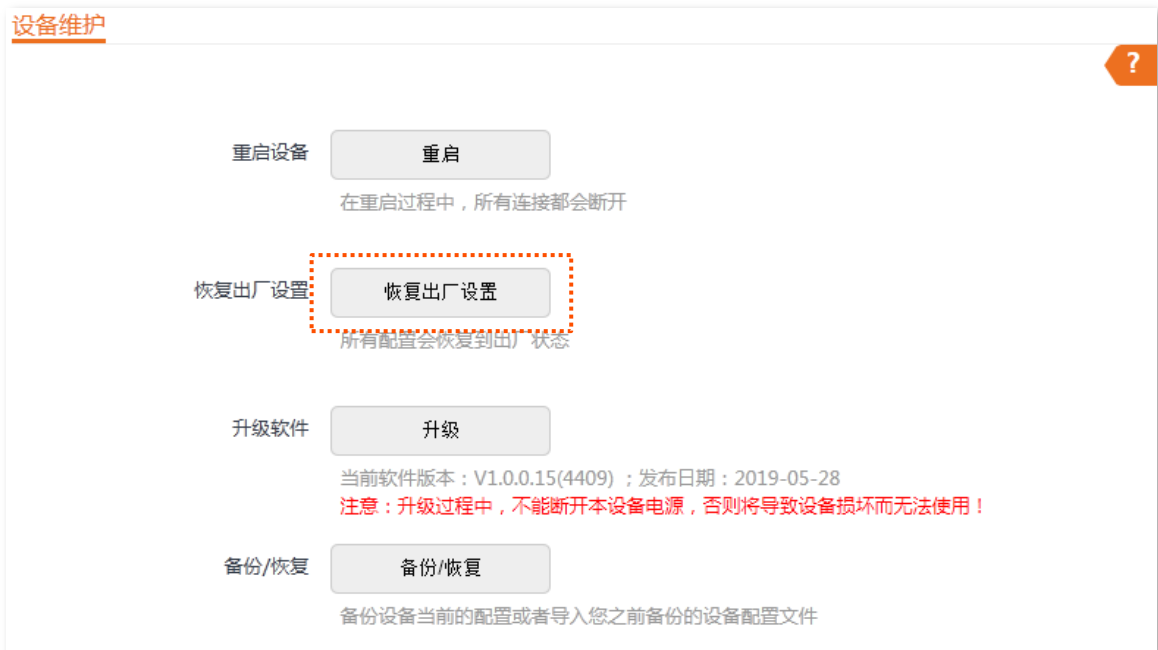 设备维护
?
重启设备 重启
在重启过程中，所有连接都会断开
恢复出厂设置 恢复出厂设置
所有配置会恢复到出厂状态
升级软件 升级
当前软件版本：V1.0.0.15(4409) ；发布日期：2019-05-28
注意：升级过程中，不能断开本设备电源，否则将导致设备损坏而无法使用！
备份/恢复 备份/恢复
备份设备当前的配置或者导入您之前备份的设备配置文件